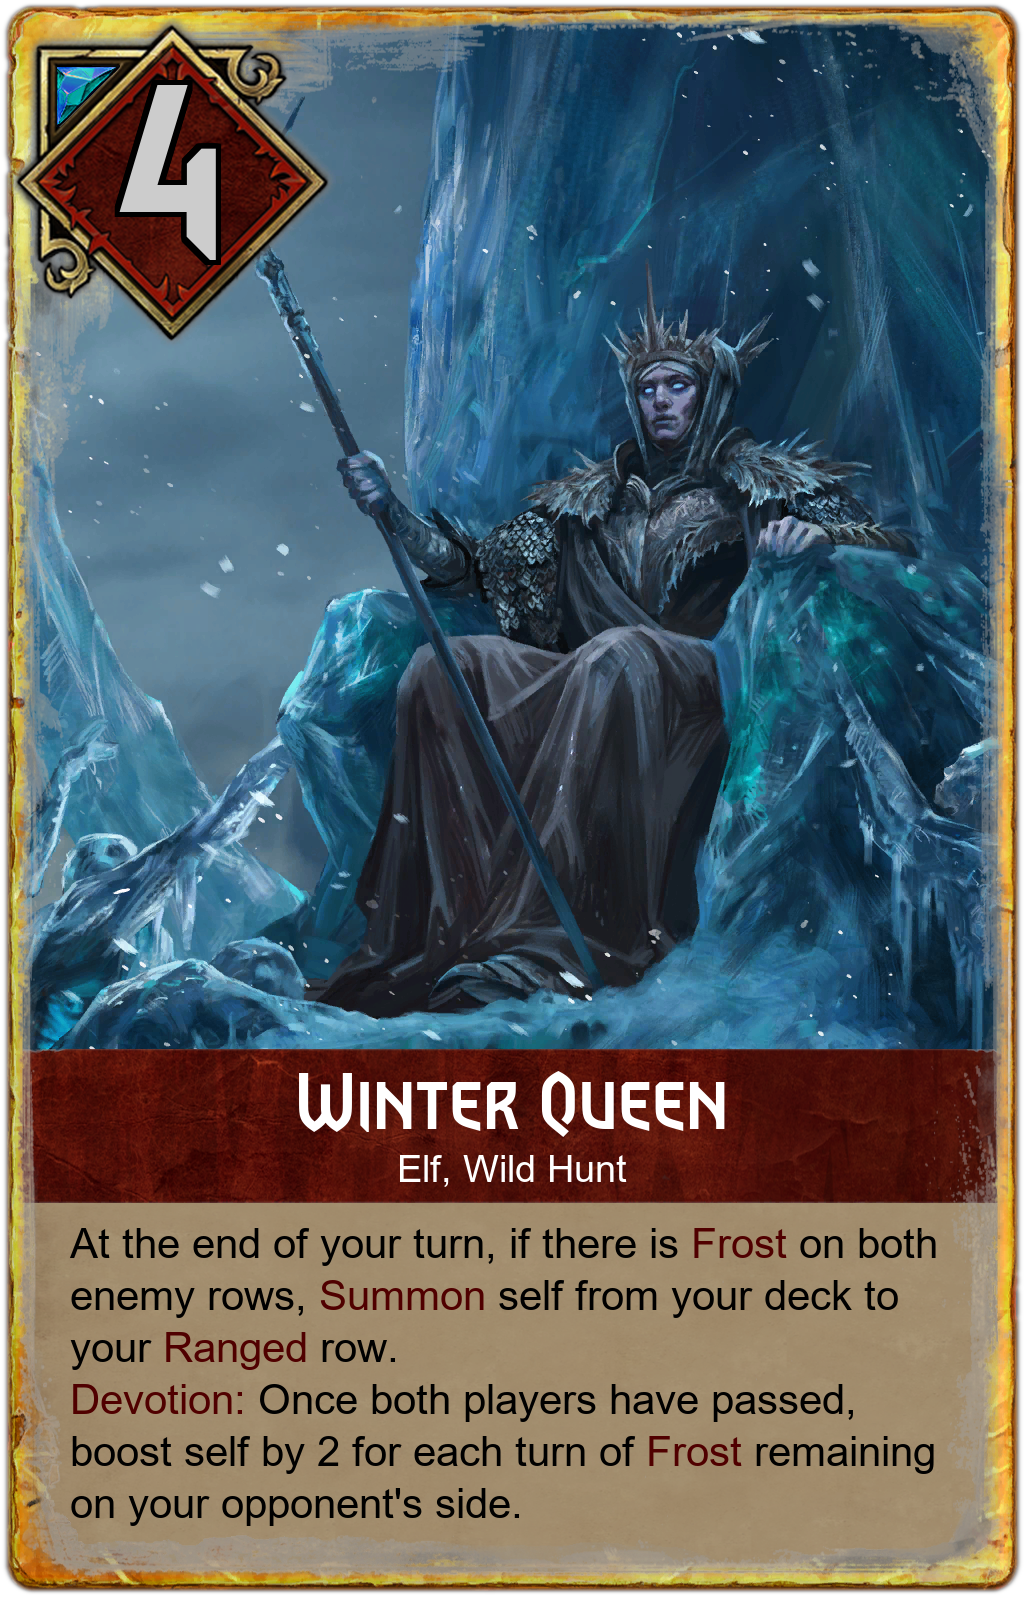 4
Winter Queen
Elf, Wild Hunt
At the end of your turn, if there is Frost on both
enemy rows, Summon self from your deck to
your Ranged row.
Devotion: Once both players have passed,
boost self by 2 for each turn of Frost remaining
on your opponent's side.